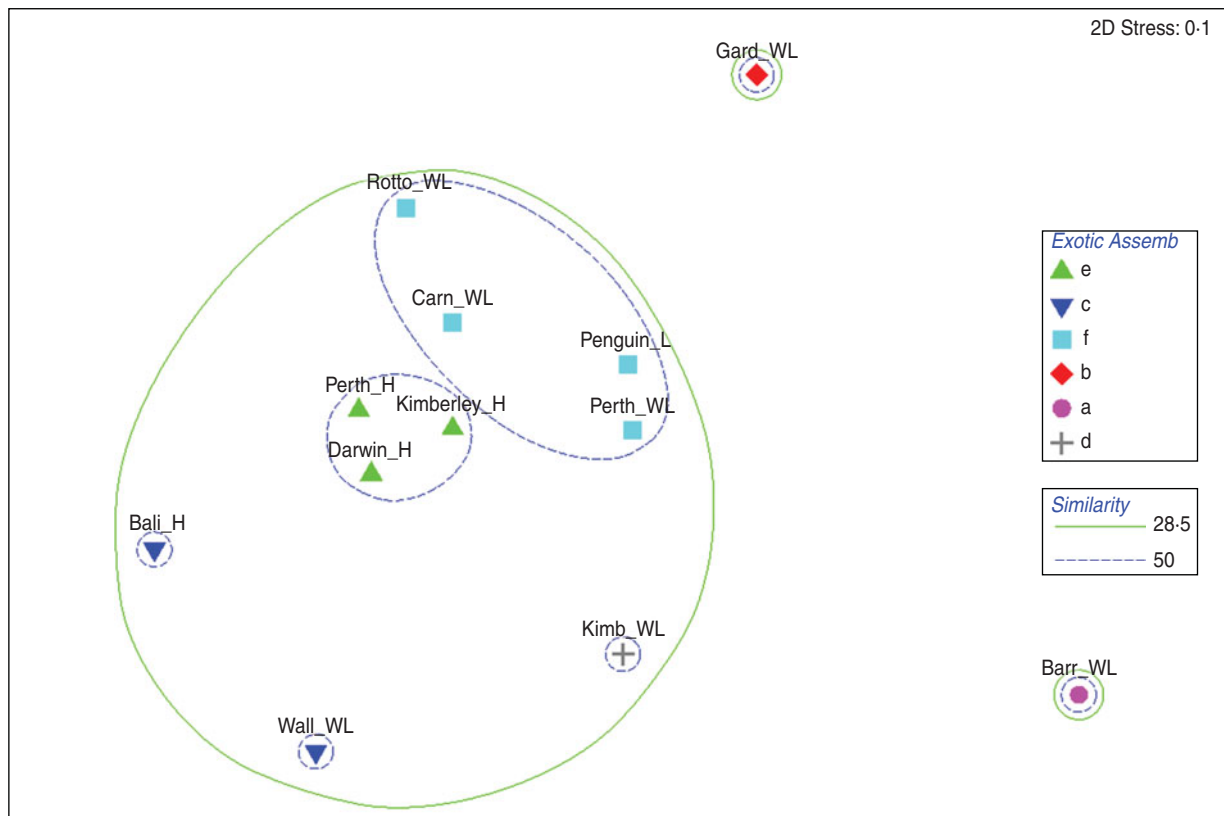 2D Stress: 0·1
Gard_WL
Rotto_WL
Carn_WL
Penguin_L
Perth_H
Kimberley_H
Perth_WL
Darwin_H
Bali_H
Kimb_WL
Barr_WL
Wall_WL
Exotic Assemb
e
c
f
b
a
d
Similarity
28·5
50